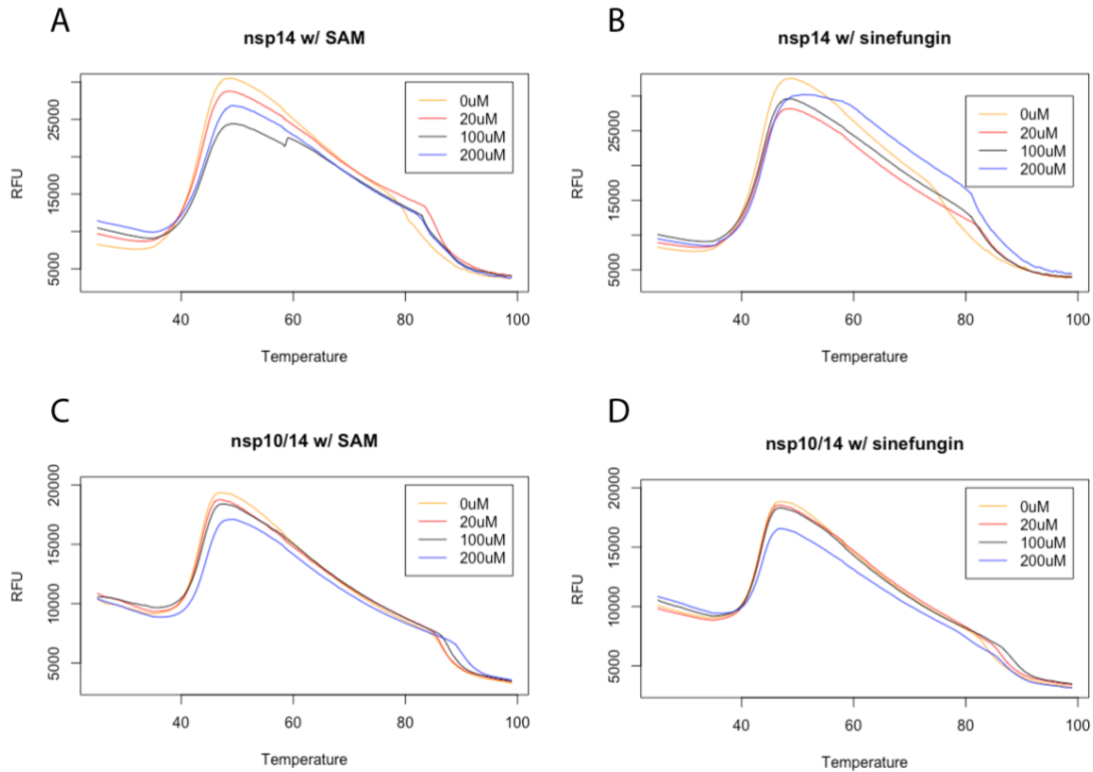 A
nsp14 w/ SAM
RFU
25000
15000
5000
0uM
20uM
100uM
200uM
40
60
80
100
Temperature
B
nsp14 w/ sinefungin
RFU
25000
15000
5000
0uM
20uM
100uM
200uM
40
60
80
100
Temperature
C
nsp10/14 w/ SAM
RFU
20000
15000
10000
5000
0uM
20uM
100uM
200uM
40
60
80
100
Temperature
D
nsp10/14 w/ sinefungin
RFU
20000
15000
10000
5000
0uM
20uM
100uM
200uM
40
60
80
100
Temperature